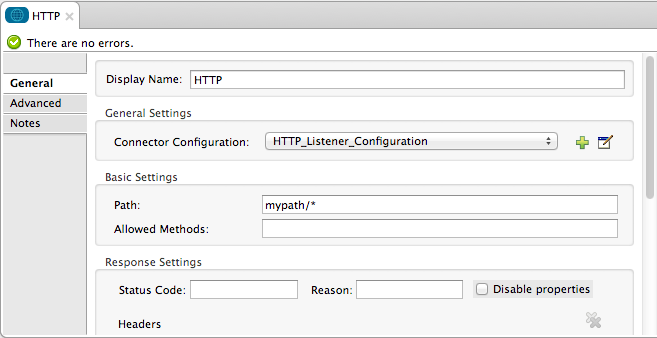 HTTP
There are no errors.
General
Advanced
Notes
Display Name: HTTP
General Settings
Connector Configuration: HTTP_Listener_Configuration
Basic Settings
Path: mypath/*
Allowed Methods:
Response Settings
Status Code: Reason: Disable properties
Headers